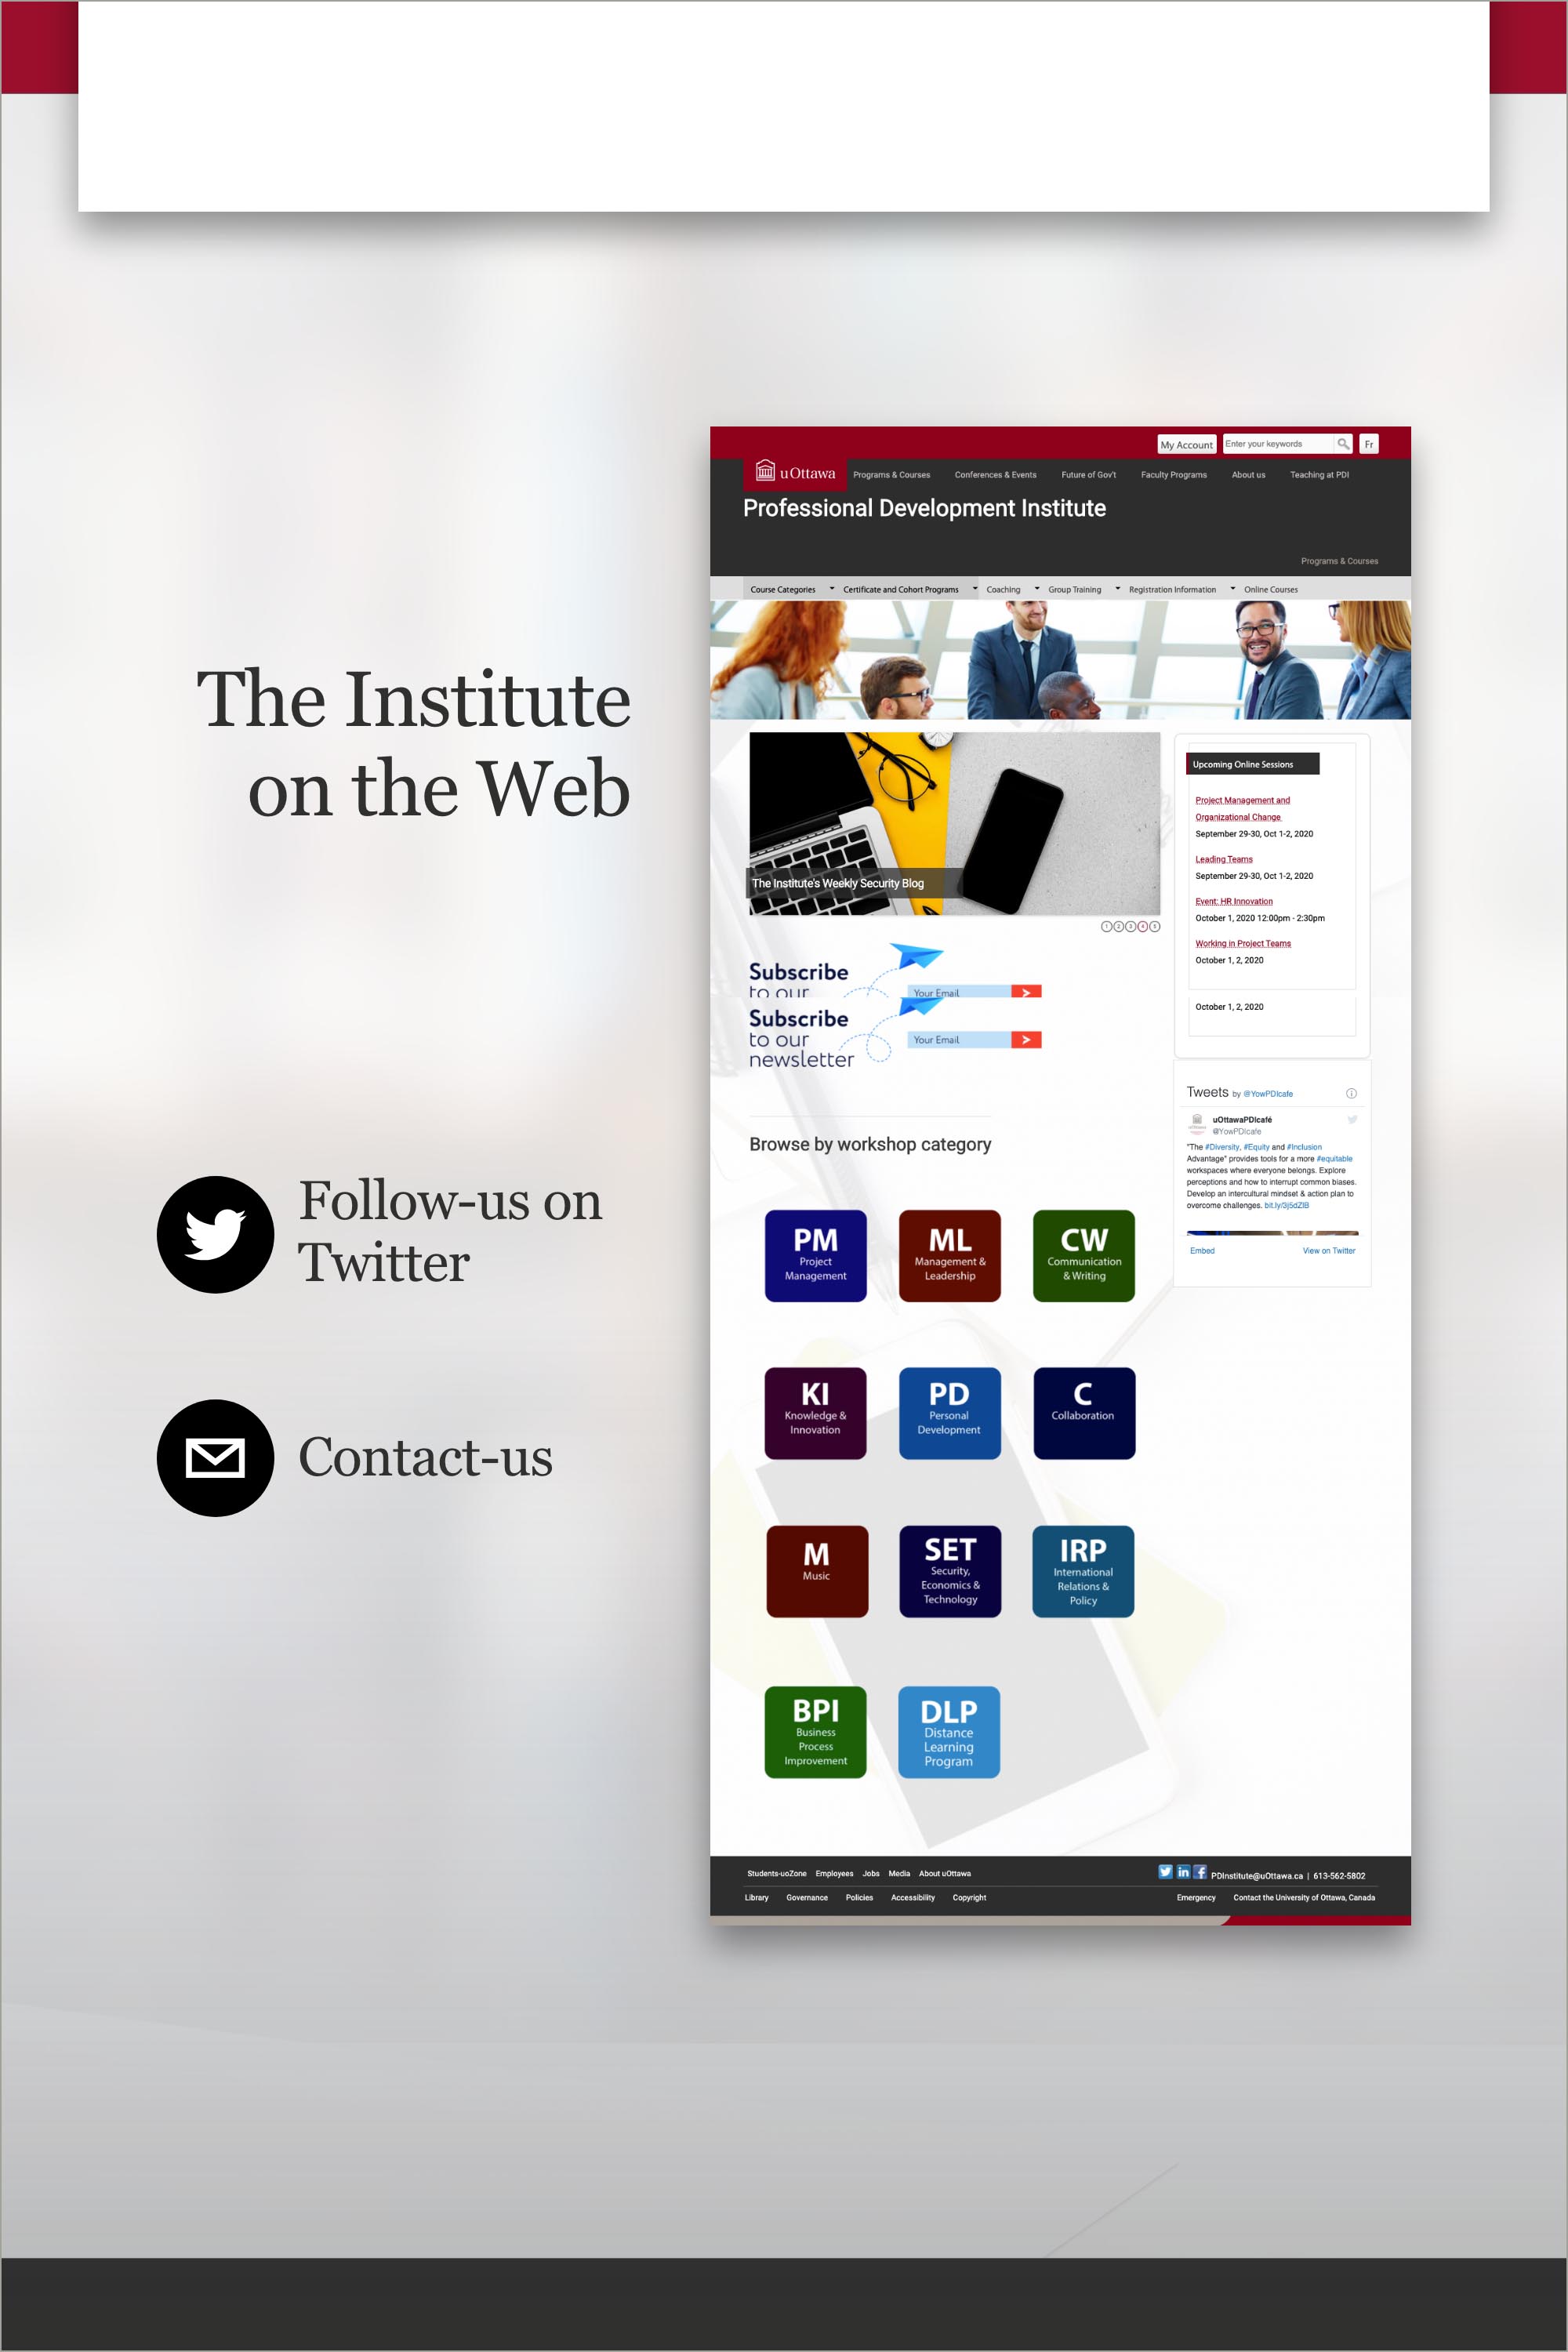 The Institute
on the Web
Follow-us on
Twitter
Contact-us
My Account Enter your keywords Fr
uOttawa Programs & Courses Conferences & Events Future of Gov't Faculty Programs About us Teaching at PDI
Professional Development Institute
Programs & Courses
Course Categories Certificate and Cohort Programs Coaching Group Training Registration Information Online Courses
The Institute's Weekly Security Blog
1 2 3 4 5
Subscribe
to our
Your Email >
Subscribe
to our
newsletter
Your Email >
Upcoming Online Sessions
Project Management and
Organizational Change
September 29-30, Oct 1-2, 2020
Leading Teams
September 29-30, Oct 1-2, 2020
Event: HR Innovation
October 1, 2020 12:00pm - 2:30pm
Working in Project Teams
October 1, 2, 2020
October 1, 2, 2020
Tweets by @YowPDIcafe
uOttawaPDIcafé
@YowPDIcafe
"The #Diversity, #Equity and #Inclusion
Advantage" provides tools for a more #equitable
workspaces where everyone belongs. Explore
perceptions and how to interrupt common biases.
Develop an intercultural mindset & action plan to
overcome challenges. bit.ly/3j5dZIB
Embed View on Twitter
Browse by workshop category
PM
Project
Management
ML
Management &
Leadership
CW
Communication
& Writing
KI
Knowledge &
Innovation
PD
Personal
Development
C
Collaboration
M
Music
SET
Security,
Economics &
Technology
IRP
International
Relations &
Policy
BPI
Business
Process
Improvement
DLP
Distance
Learning
Program
Students-uoZone Employees Jobs Media About uOttawa
PDInstitute@uOttawa.ca | 613-562-5802
Library Governance Policies Accessibility Copyright
Emergency Contact the University of Ottawa, Canada